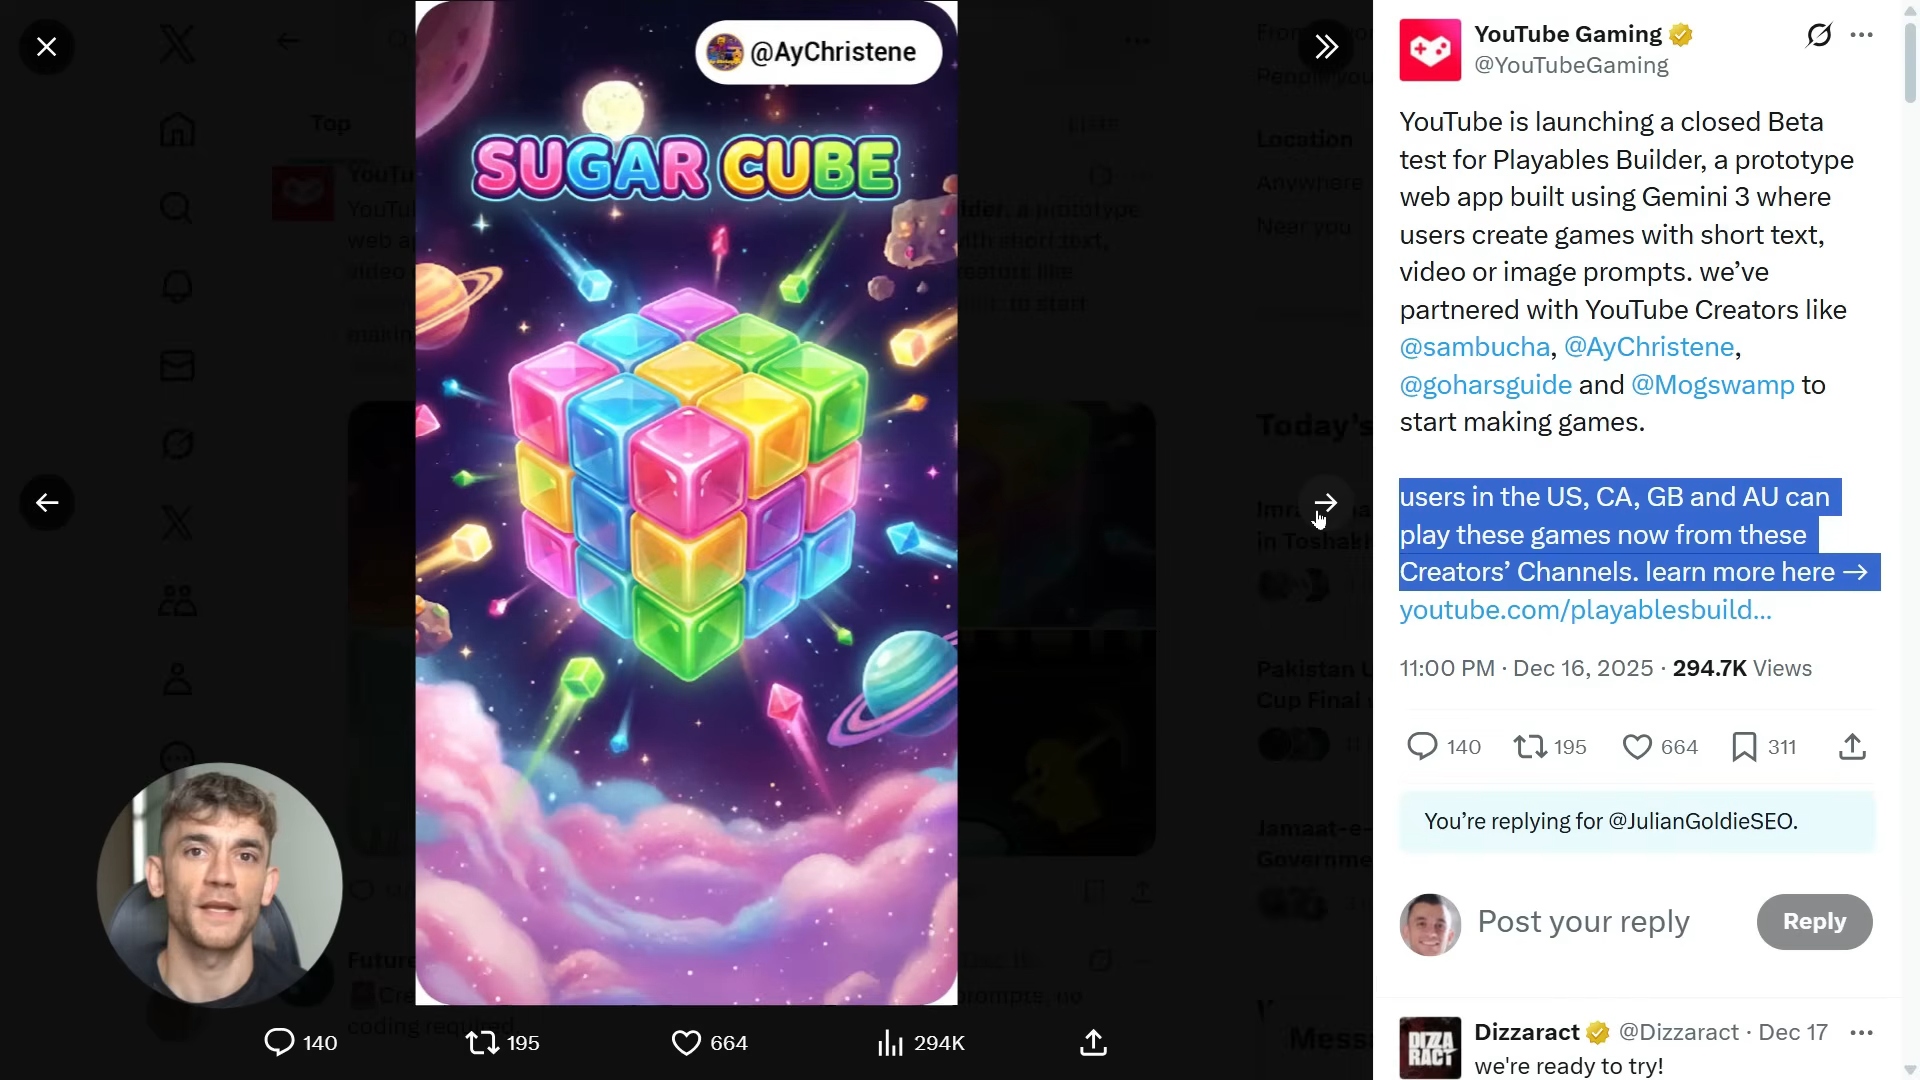 @AyChristene
SUGAR CUBE
140
195
664
294K
YouTube Gaming
@YouTubeGaming
YouTube is launching a closed Beta
test for Playables Builder, a prototype
web app built using Gemini 3 where
users create games with short text,
video or image prompts. we've
partnered with YouTube Creators like
@sambucha, @AyChristene,
@goharsguide and @Mogswamp to
start making games.
users in the US, CA, GB and AU can
play these games now from these
Creators' Channels. learn more here →
youtube.com/playablesbuild...
11:00 PM · Dec 16, 2025 · 294.7K Views
140
195
664
311
You're replying for @JulianGoldieSEO.
Post your reply
Reply
Dizzaract @Dizzaract · Dec 17
DIZZA
RACT
we're ready to try!
Top
Location
Anywhere
Near you
Today's